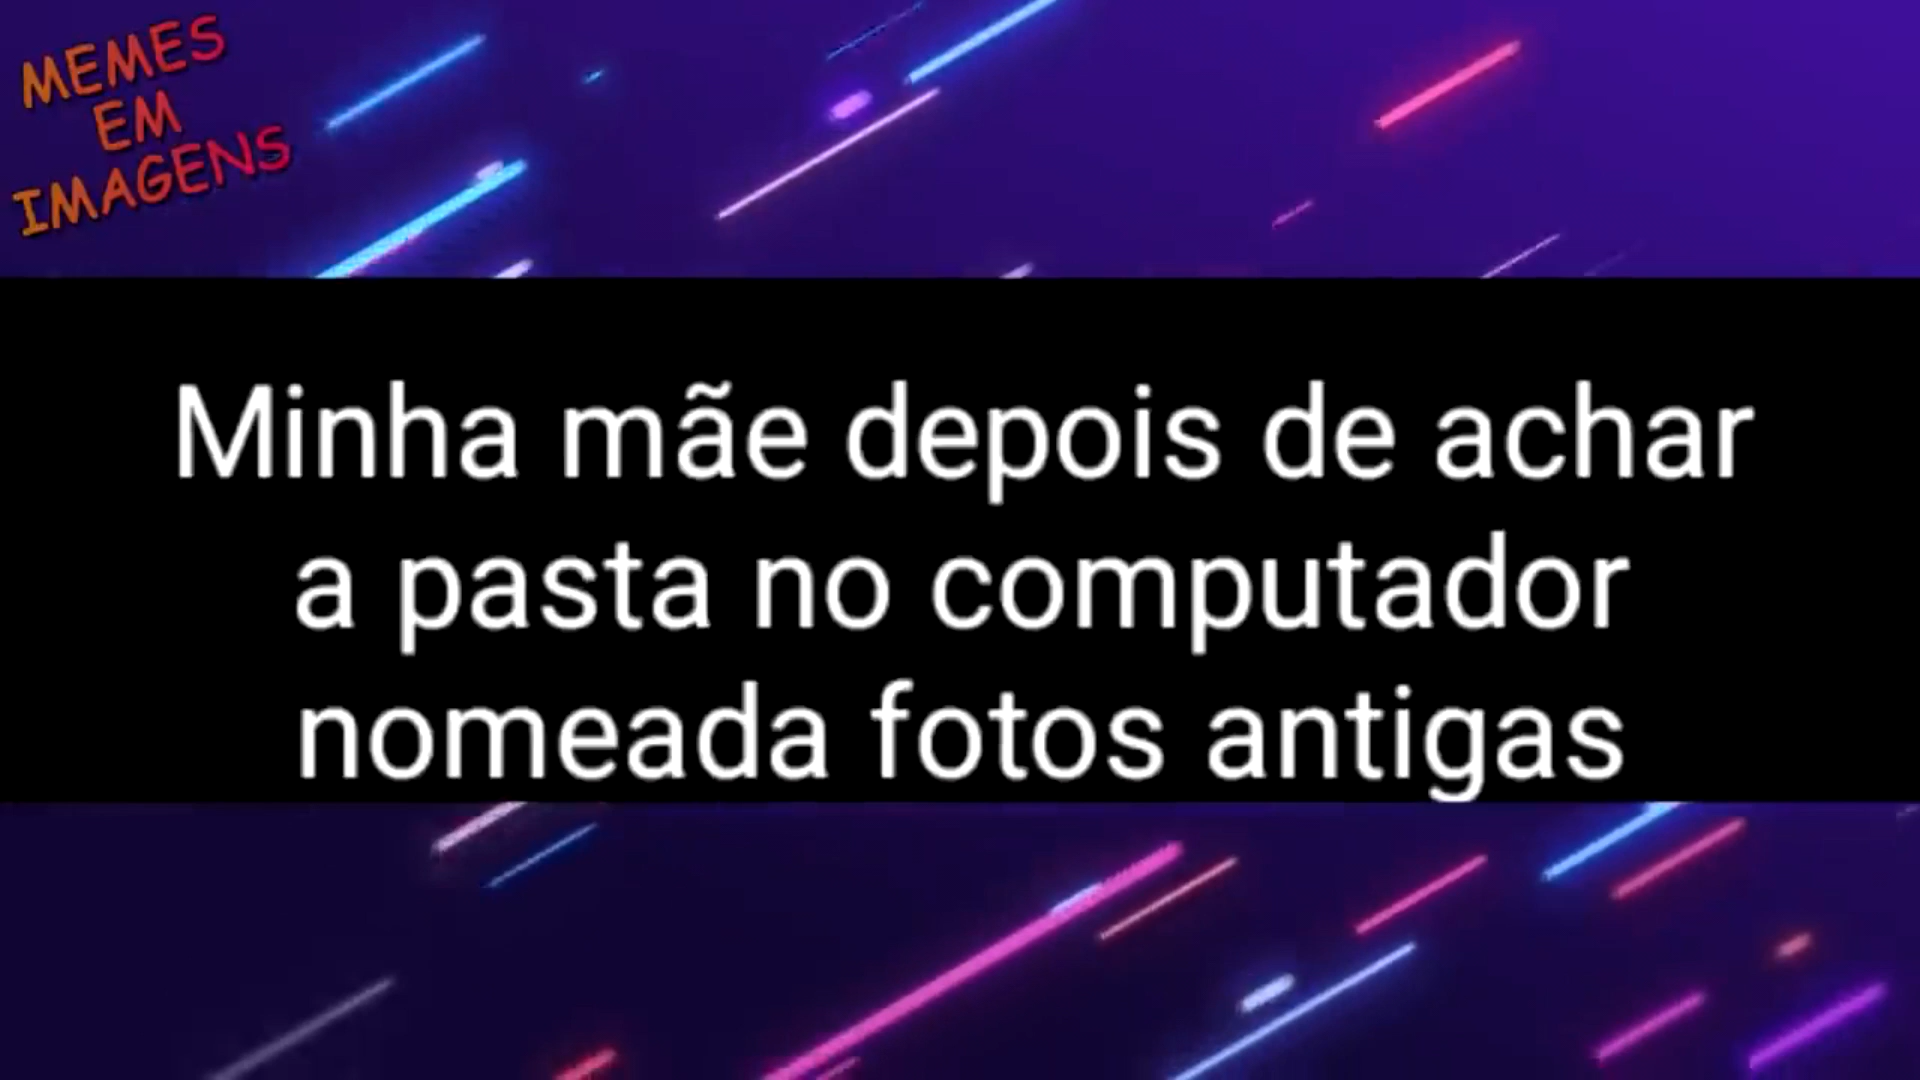 MEMES
EM
IMAGENS
Minha mãe depois de achar
a pasta no computador
nomeada fotos antigas